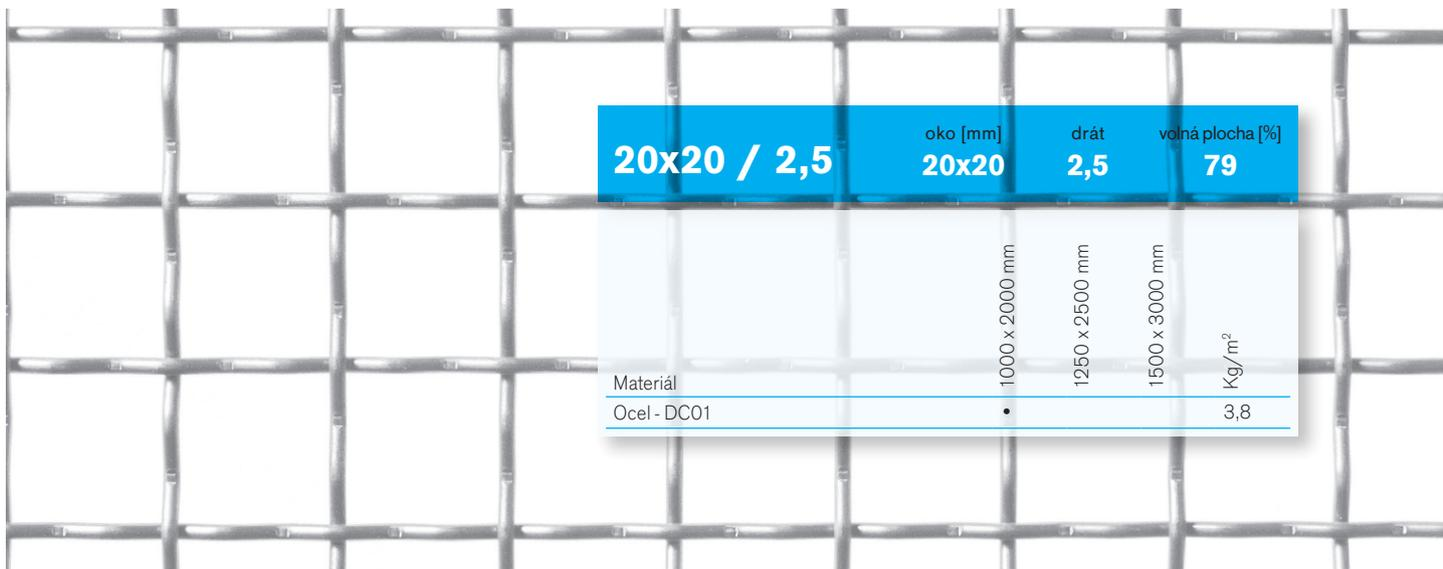 oko [mm] drát volná plocha [%]
20x20 / 2,5 20x20 2,5 79
Materiál 1000 x 2000 mm 1250 x 2500 mm 1500 x 3000 mm Kg/m²
Ocel - DC01 • 3,8